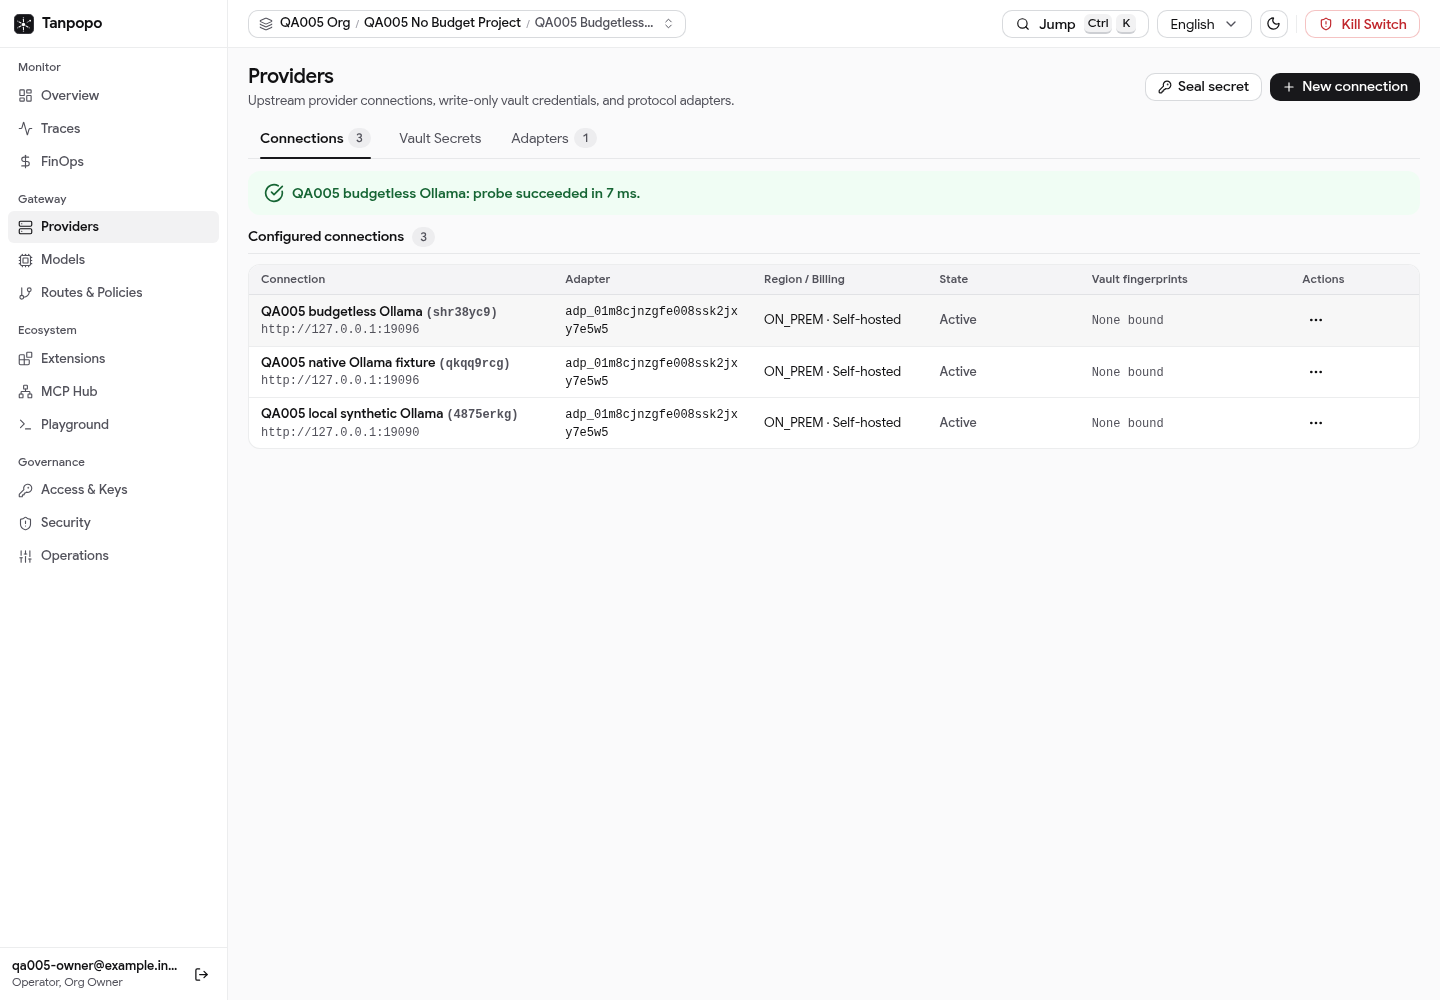 Tanpopo
QA005 Org / QA005 No Budget Project / QA005 Budgetless...
Jump Ctrl K
English
Kill Switch
Monitor
Overview
Traces
FinOps
Gateway
Providers
Models
Routes & Policies
Ecosystem
Extensions
MCP Hub
Playground
Governance
Access & Keys
Security
Operations
qa005-owner@example.in...
Operator, Org Owner
Providers
Upstream provider connections, write-only vault credentials, and protocol adapters.
Seal secret
New connection
Connections 3
Vault Secrets
Adapters 1
QA005 budgetless Ollama: probe succeeded in 7 ms.
Configured connections 3
Connection Adapter Region / Billing State Vault fingerprints Actions
QA005 budgetless Ollama (shr38yc9)
http://127.0.0.1:19096
adp_01m8cjnzgfe008ssk2jx
y7e5w5
ON_PREM · Self-hosted
Active
None bound
QA005 native Ollama fixture (qkqq9rcg)
http://127.0.0.1:19096
adp_01m8cjnzgfe008ssk2jx
y7e5w5
ON_PREM · Self-hosted
Active
None bound
QA005 local synthetic Ollama (4875erkg)
http://127.0.0.1:19090
adp_01m8cjnzgfe008ssk2jx
y7e5w5
ON_PREM · Self-hosted
Active
None bound